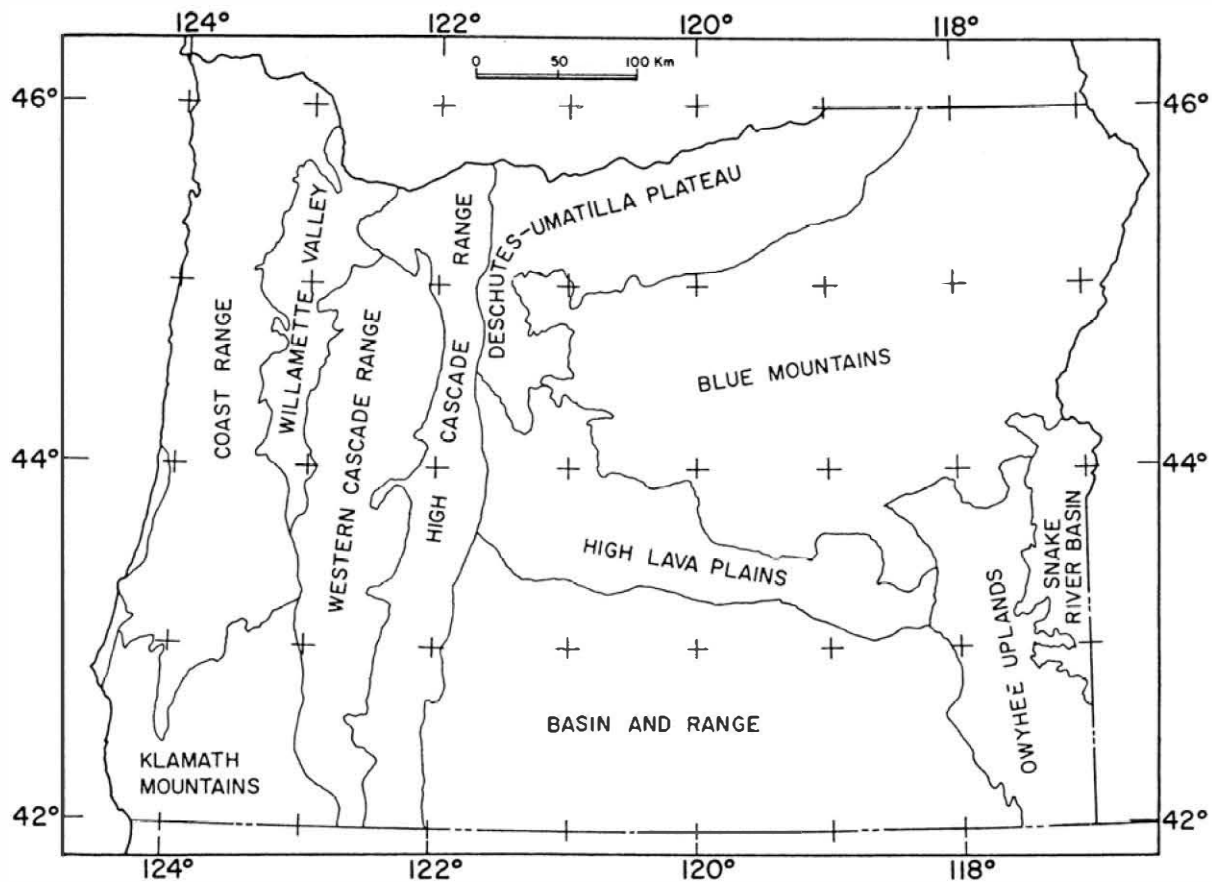 124°
122°
120°
118°
0 50 100 Km
46°
46°
DESCHUTES-UMATILLA PLATEAU
HIGH CASCADE RANGE
WILLAMETTE VALLEY
COAST RANGE
WESTERN CASCADE RANGE
BLUE MOUNTAINS
44°
44°
HIGH LAVA PLAINS
SNAKE
RIVER BASIN
OWYHEE UPLANDS
BASIN AND RANGE
KLAMATH
MOUNTAINS
42°
42°
124°
122°
120°
118°